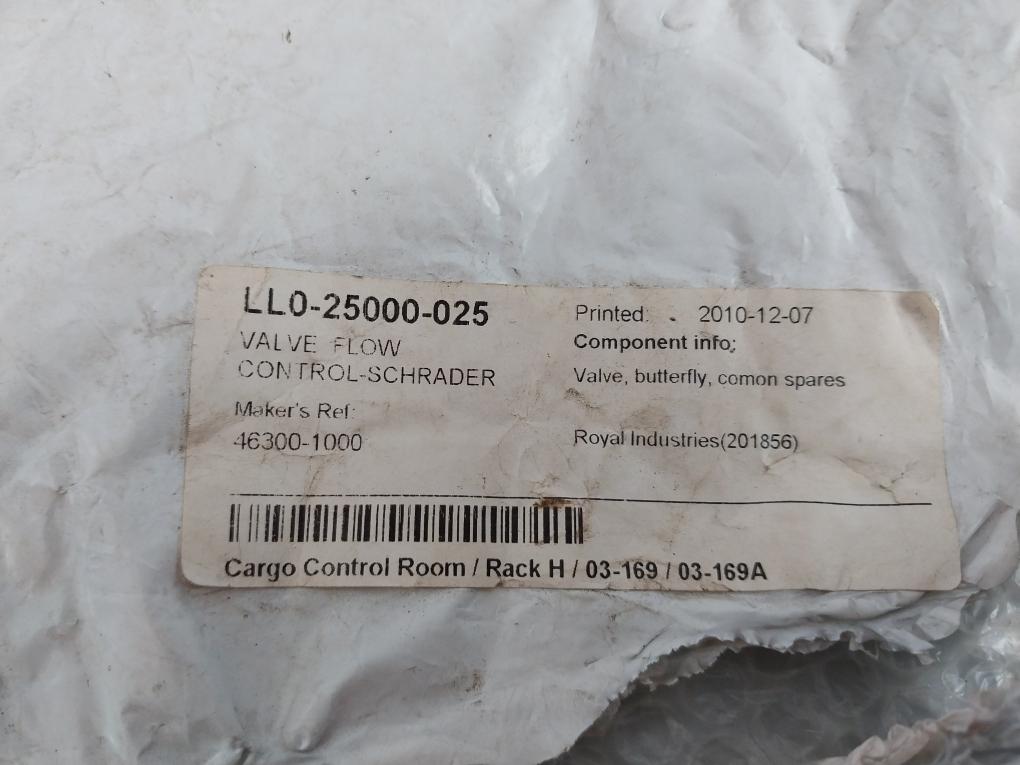 LL0-25000-025
VALVE FLOW
CONTROL-SCHRADER
Maker's Ref:
46300-1000
Printed: 2010-12-07
Component info;
Valve, butterfly, comon spares
Royal Industries(201856)
Cargo Control Room / Rack H / 03-169 / 03-169A